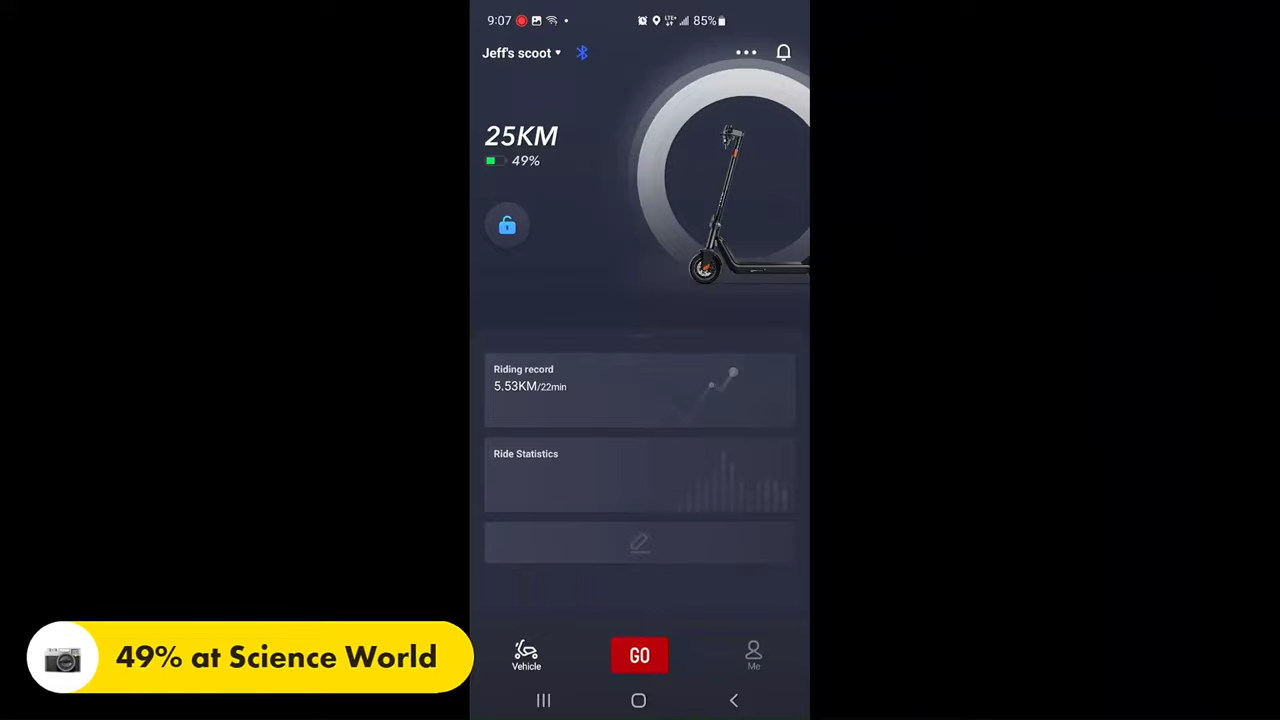 9:07
LTE+
85%
Jeff's scoot
25KM
49%
Riding record
5.53KM/22min
Ride Statistics
Vehicle
GO
Me
49% at Science World